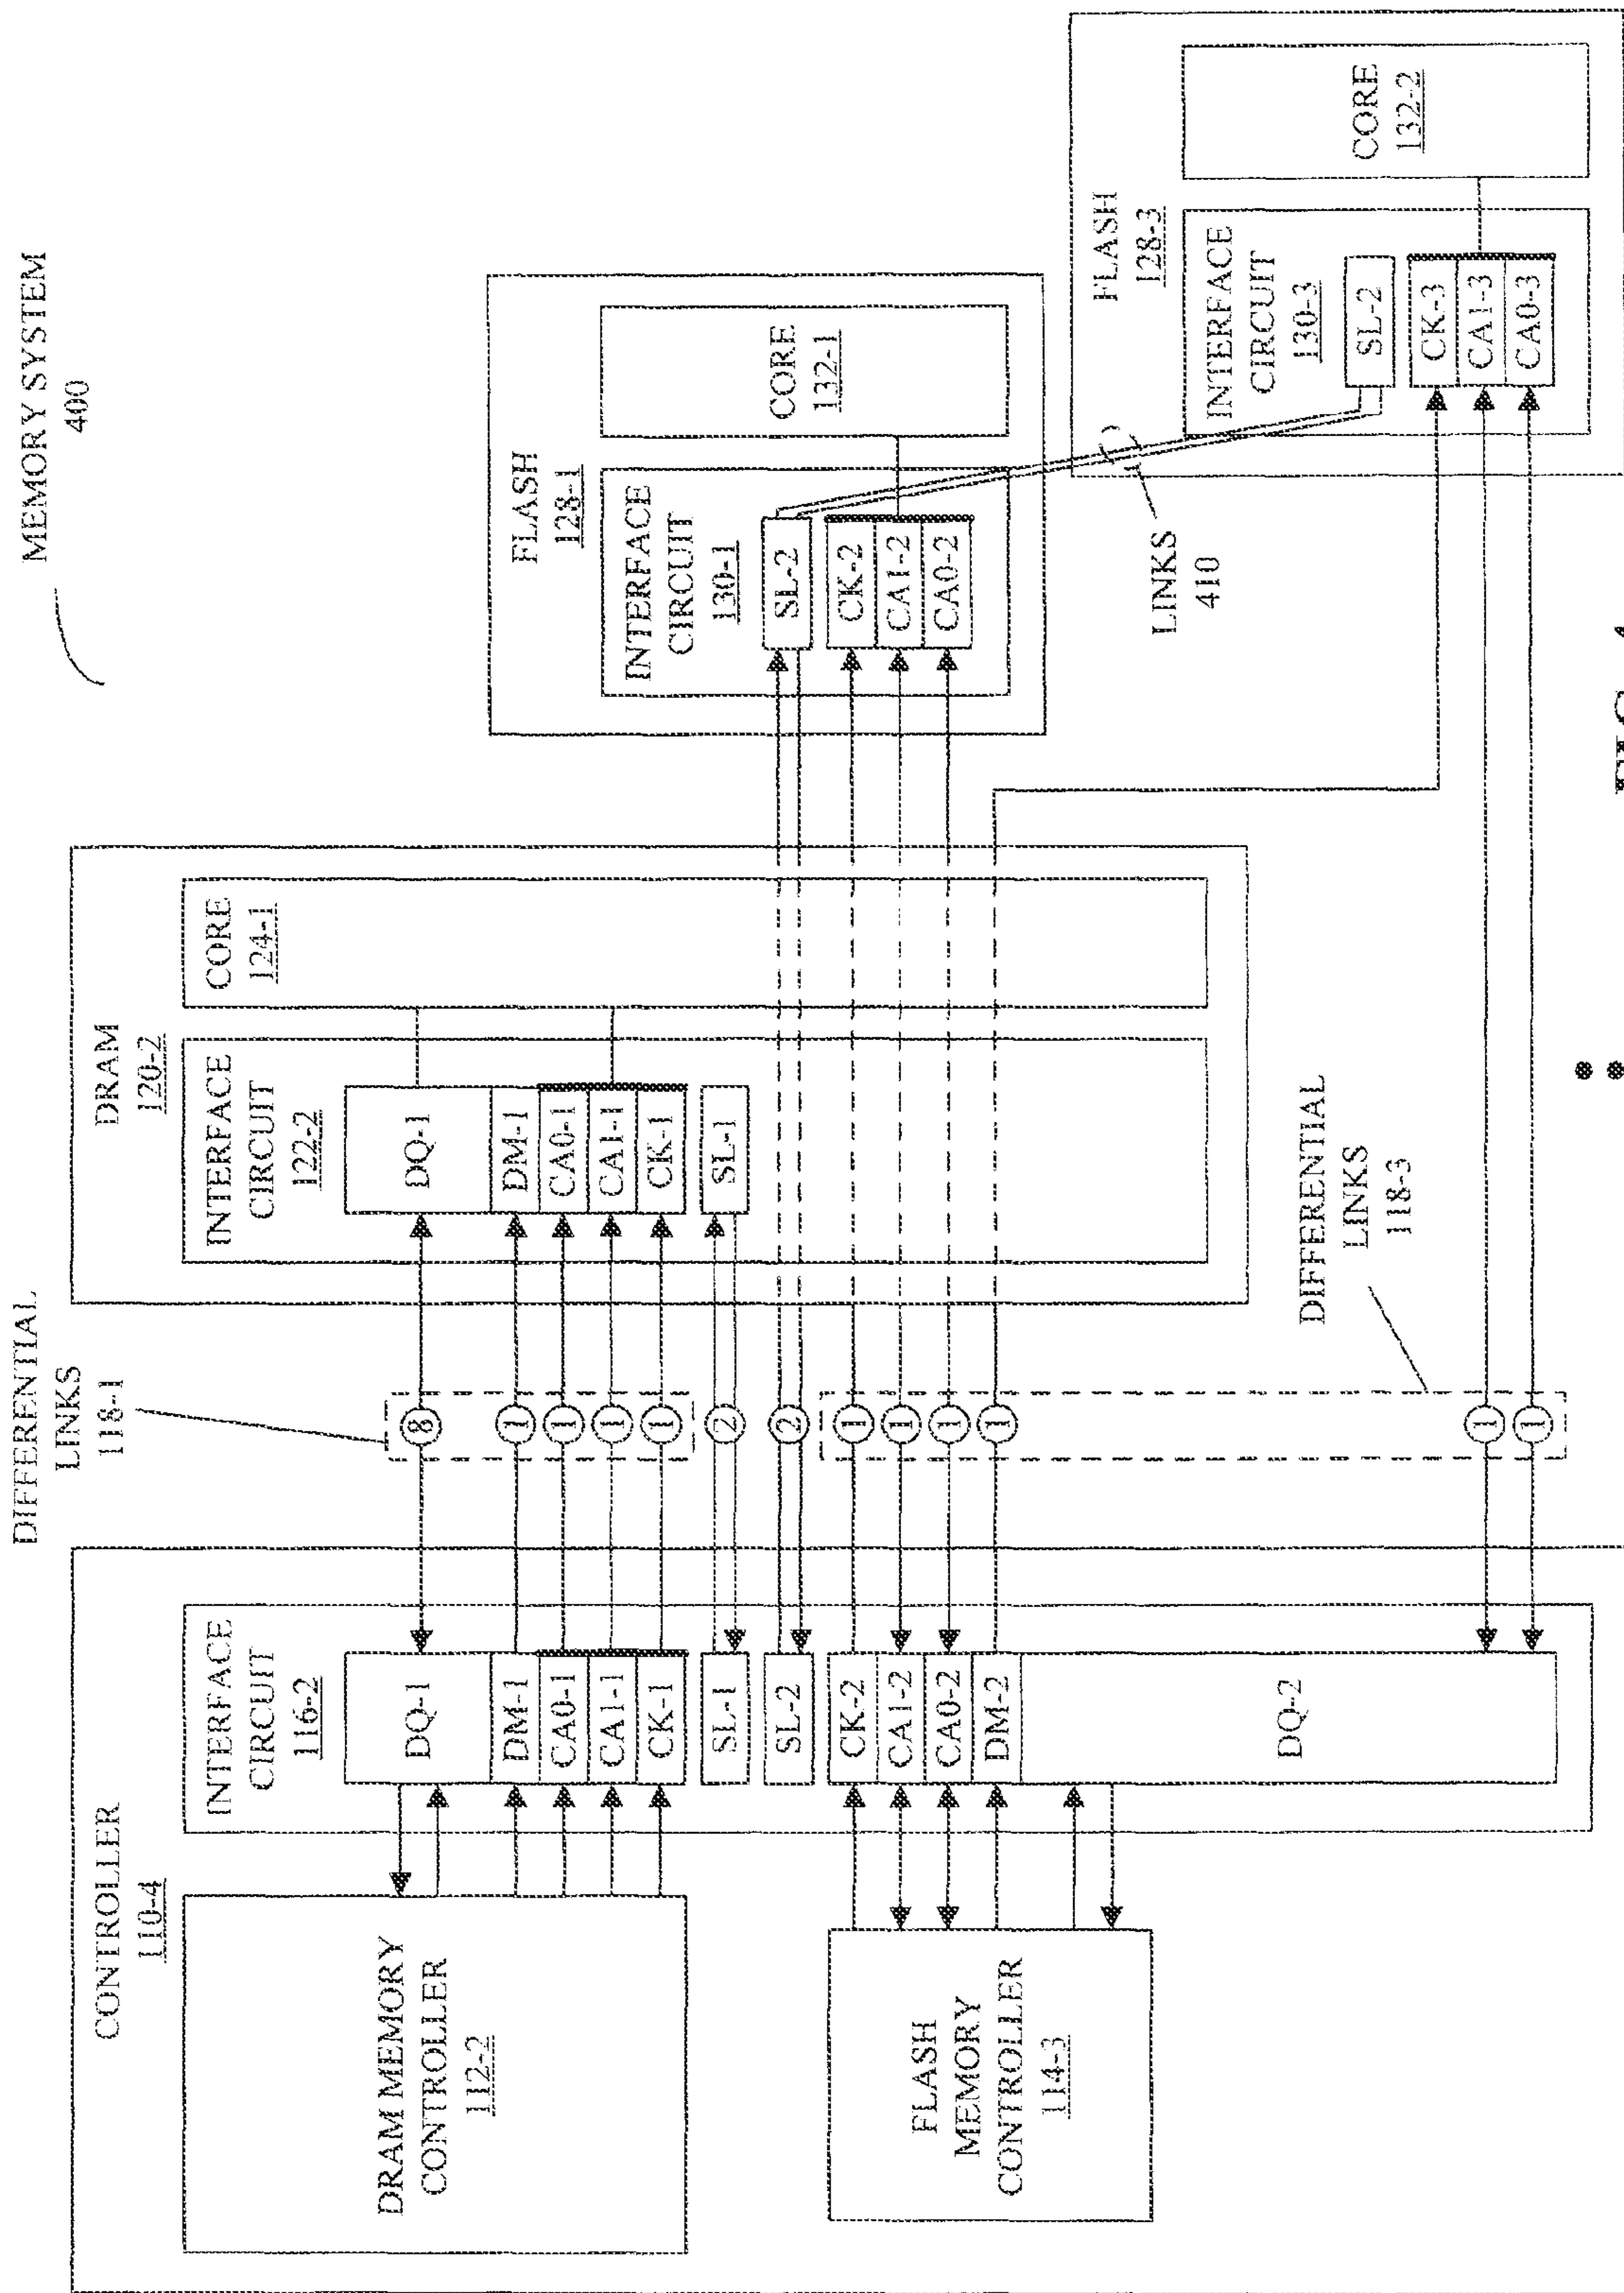 MEMORY SYSTEM
400
DIFFERENTIAL
LINKS
118-1
CONTROLLER
110-4
DRAM MEMORY
CONTROLLER
112-2
FLASH
MEMORY
CONTROLLER
114-3
INTERFACE
CIRCUIT
116-2
DQ-1
DM-1
CA0-1
CA1-1
CK-1
SL-1
SL-2
CK-2
CA1-2
CA0-2
DM-2
DQ-2
8
1
1
1
1
2
2
1
1
1
1
1
1
DIFFERENTIAL
LINKS
118-3
DRAM
120-2
INTERFACE
CIRCUIT
122-2
DQ-1
DM-1
CA0-1
CA1-1
CK-1
SL-1
CORE
124-1
FLASH
128-1
INTERFACE
CIRCUIT
130-1
SL-2
CK-2
CA1-2
CA0-2
CORE
132-1
LINKS
410
FLASH
128-3
INTERFACE
CIRCUIT
130-3
SL-2
CK-3
CA1-3
CA0-3
CORE
132-2